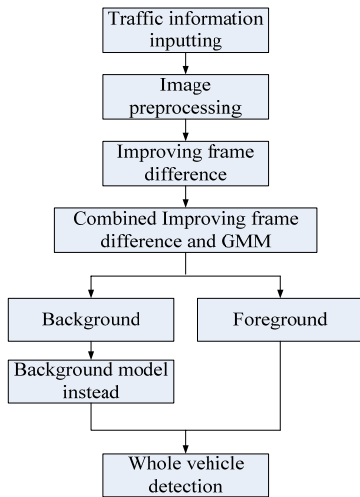 Traffic information
inputting
Image
preprocessing
Improving frame
difference
Combined Improving frame
difference and GMM
Background
Foreground
Background model
instead
Whole vehicle
detection